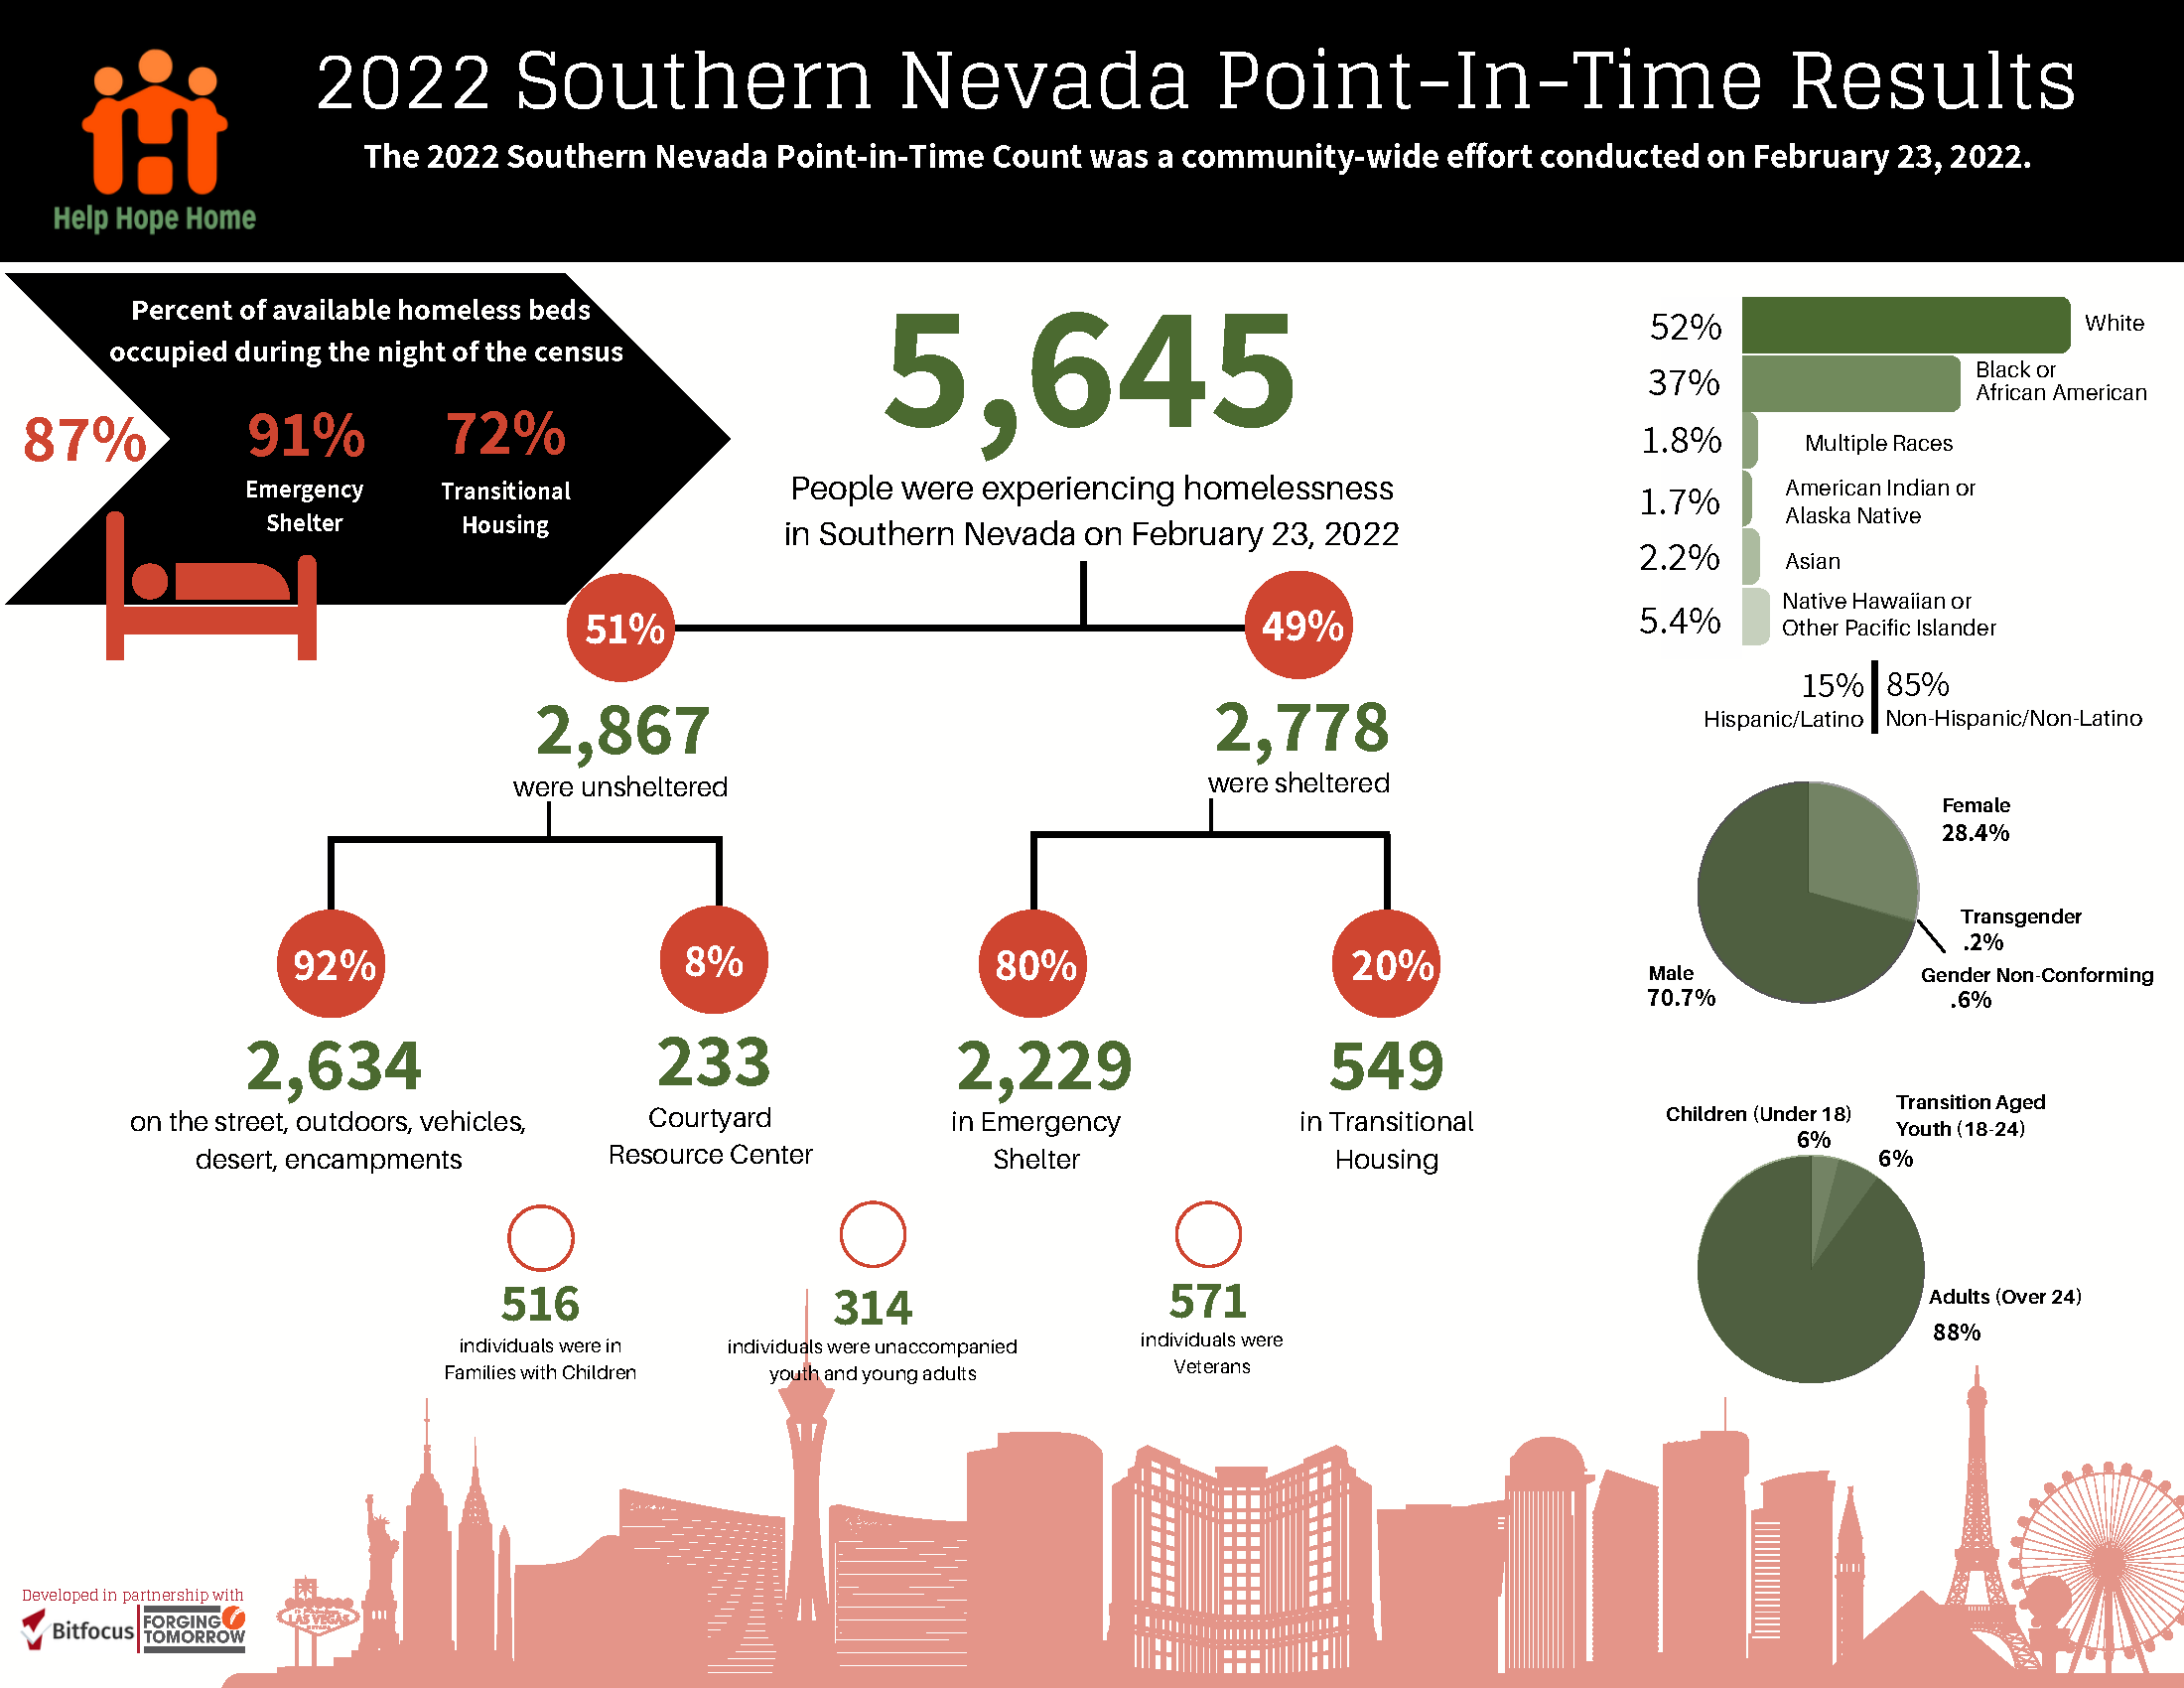 2022 Southern Nevada Point-In-Time Results
The 2022 Southern Nevada Point-in-Time Count was a community-wide effort conducted on February 23, 2022.
Help Hope Home
Percent of available homeless beds
occupied during the night of the census
87%
91%
Emergency
Shelter
72%
Transitional
Housing
5,645
People were experiencing homelessness
in Southern Nevada on February 23, 2022
51%
2,867
were unsheltered
49%
2,778
were sheltered
92%
2,634
on the street, outdoors, vehicles,
desert, encampments
8%
233
Courtyard
Resource Center
80%
2,229
in Emergency
Shelter
20%
549
in Transitional
Housing
516
individuals were in
Families with Children
314
individuals were unaccompanied
youth and young adults
571
individuals were
Veterans
52% White
37% Black or
African American
1.8% Multiple Races
1.7% American Indian or
Alaska Native
2.2% Asian
5.4% Native Hawaiian or
Other Pacific Islander
15% 85%
Hispanic/Latino Non-Hispanic/Non-Latino
Female
28.4%
Transgender
.2%
Gender Non-Conforming
.6%
Male
70.7%
Children (Under 18)
6%
Transition Aged
Youth (18-24)
6%
Adults (Over 24)
88%
Developed in partnership with
Bitfocus
FORGING
TOMORROW
LAS VEGAS